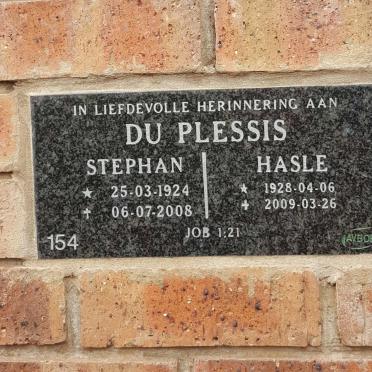 IN LIEFDEVOLLE HERINNERING AAN
DU PLESSIS
STEPHAN
★ 25-03-1924
✝ 06-07-2008
HASLE
★ 1928-04-06
✝ 2009-03-26
JOB 1:21
154